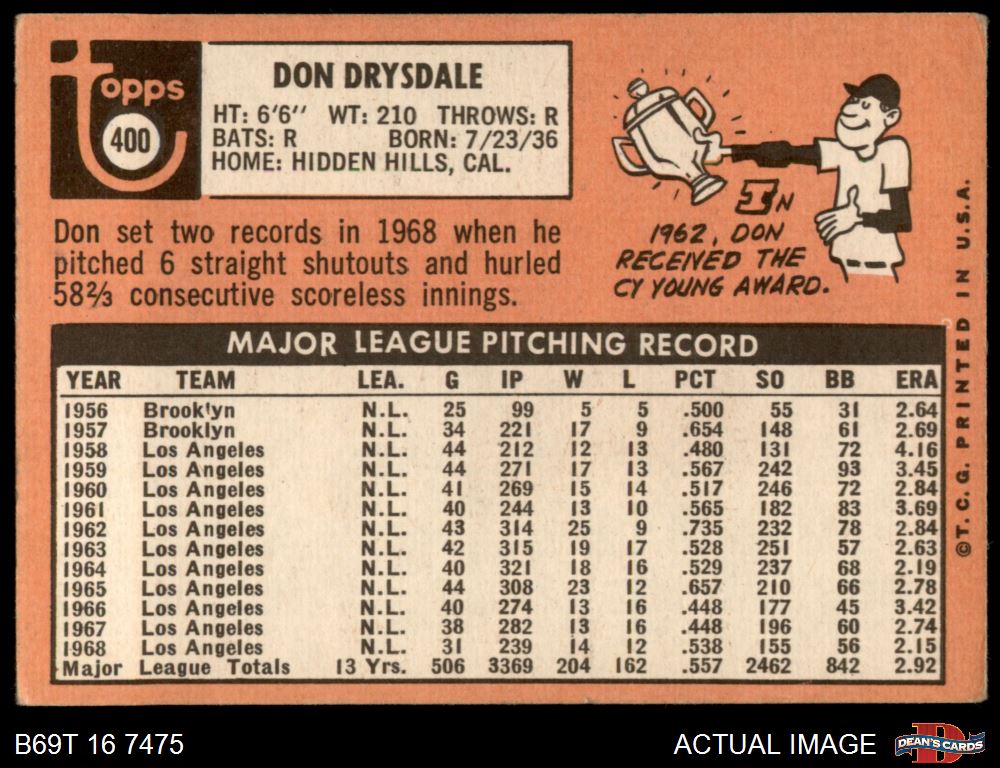 Topps
400
DON DRYSDALE
HT: 6'6'' WT: 210 THROWS: R
BATS: R BORN: 7/23/36
HOME: HIDDEN HILLS, CAL.
Don set two records in 1968 when he
pitched 6 straight shutouts and hurled
58⅔ consecutive scoreless innings.
IN
1962, DON
RECEIVED THE
CY YOUNG AWARD.
MAJOR LEAGUE PITCHING RECORD
YEAR TEAM LEA. G IP W L PCT SO BB ERA
1956 Brooklyn N.L. 25 99 5 5 .500 55 31 2.64
1957 Brooklyn N.L. 34 221 17 9 .654 148 61 2.69
1958 Los Angeles N.L. 44 212 12 13 .480 131 72 4.16
1959 Los Angeles N.L. 44 271 17 13 .567 242 93 3.45
1960 Los Angeles N.L. 41 269 15 14 .517 246 72 2.84
1961 Los Angeles N.L. 40 244 13 10 .565 182 83 3.69
1962 Los Angeles N.L. 43 314 25 9 .735 232 78 2.84
1963 Los Angeles N.L. 42 315 19 17 .528 251 57 2.63
1964 Los Angeles N.L. 40 321 18 16 .529 237 68 2.19
1965 Los Angeles N.L. 44 308 23 12 .657 210 66 2.78
1966 Los Angeles N.L. 40 274 13 16 .448 177 45 3.42
1967 Los Angeles N.L. 38 282 13 16 .448 196 60 2.74
1968 Los Angeles N.L. 31 239 14 12 .538 155 56 2.15
Major League Totals 13 Yrs. 506 3369 204 162 .557 2462 842 2.92
©T.C.G. PRINTED IN U.S.A.
B69T 16 7475
ACTUAL IMAGE
DEAN'S CARDS